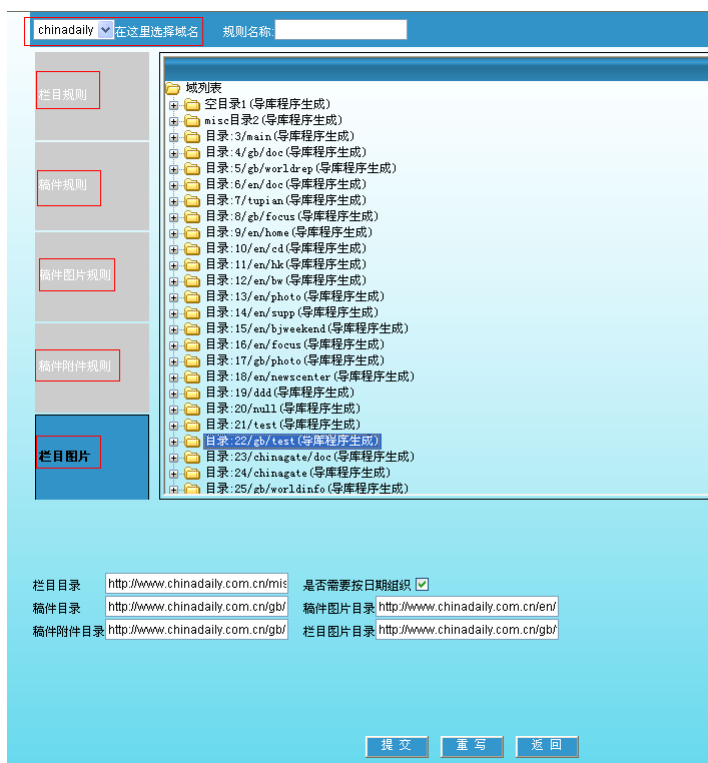 chinadaily 在这里选择域名 规则名称:
栏目规则
稿件规则
稿件图片规则
稿件附件规则
栏目图片
域列表
空目录1(导库程序生成)
misc目录2(导库程序生成)
目录:3/main(导库程序生成)
目录:4/gb/doc(导库程序生成)
目录:5/gb/worldrep(导库程序生成)
目录:6/en/doc(导库程序生成)
目录:7/tupian(导库程序生成)
目录:8/gb/focus(导库程序生成)
目录:9/en/home(导库程序生成)
目录:10/en/cd(导库程序生成)
目录:11/en/hk(导库程序生成)
目录:12/en/bw(导库程序生成)
目录:13/en/photo(导库程序生成)
目录:14/en/supp(导库程序生成)
目录:15/en/bjweekend(导库程序生成)
目录:16/en/focus(导库程序生成)
目录:17/gb/photo(导库程序生成)
目录:18/en/newscenter(导库程序生成)
目录:19/ddd(导库程序生成)
目录:20/null(导库程序生成)
目录:21/test(导库程序生成)
目录:22/gb/test(导库程序生成)
目录:23/chinagate/doc(导库程序生成)
目录:24/chinagate(导库程序生成)
目录:25/gb/worldinfo(导库程序生成)
栏目目录 http://www.chinadaily.com.cn/mis 是否需要按日期组织
稿件目录 http://www.chinadaily.com.cn/gb/ 稿件图片目录 http://www.chinadaily.com.cn/en/
稿件附件目录 http://www.chinadaily.com.cn/gb/ 栏目图片目录 http://www.chinadaily.com.cn/gb/
提 交 重 写 返 回